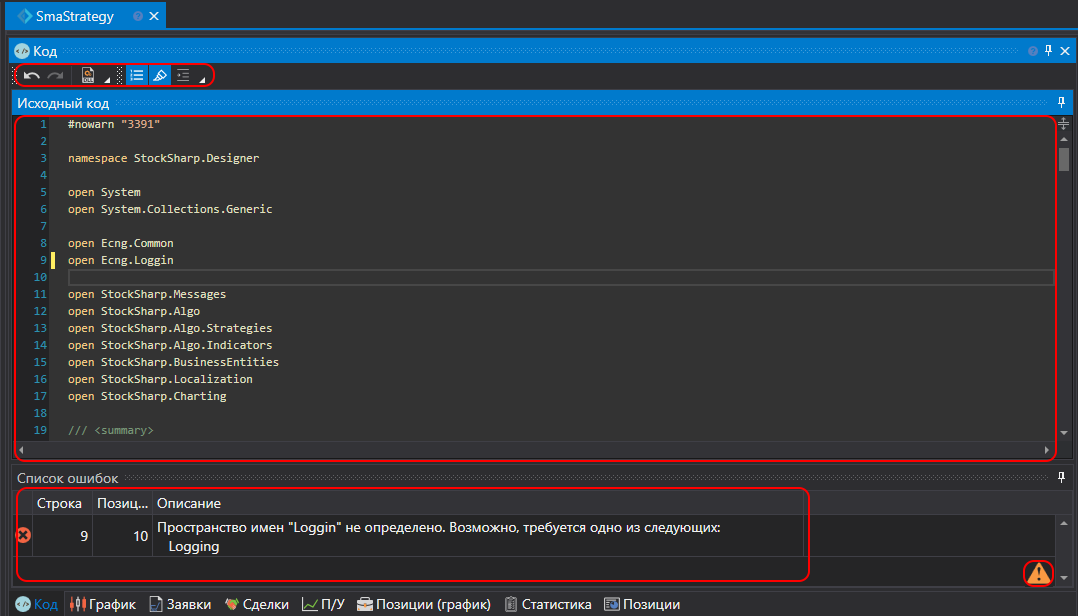 SmaStrategy
Код
Исходный код
1 #nowarn "3391"
2
3 namespace StockSharp.Designer
4
5 open System
6 open System.Collections.Generic
7
8 open Ecng.Common
9 open Ecng.Loggin
10
11 open StockSharp.Messages
12 open StockSharp.Algo
13 open StockSharp.Algo.Strategies
14 open StockSharp.Algo.Indicators
15 open StockSharp.BusinessEntities
16 open StockSharp.Localization
17 open StockSharp.Charting
18
19 /// <summary>
Список ошибок
Строка Позиц... Описание
9 10 Пространство имен "Loggin" не определено. Возможно, требуется одно из следующих:
Logging
Код График Заявки Сделки П/У Позиции (график) Статистика Позиции